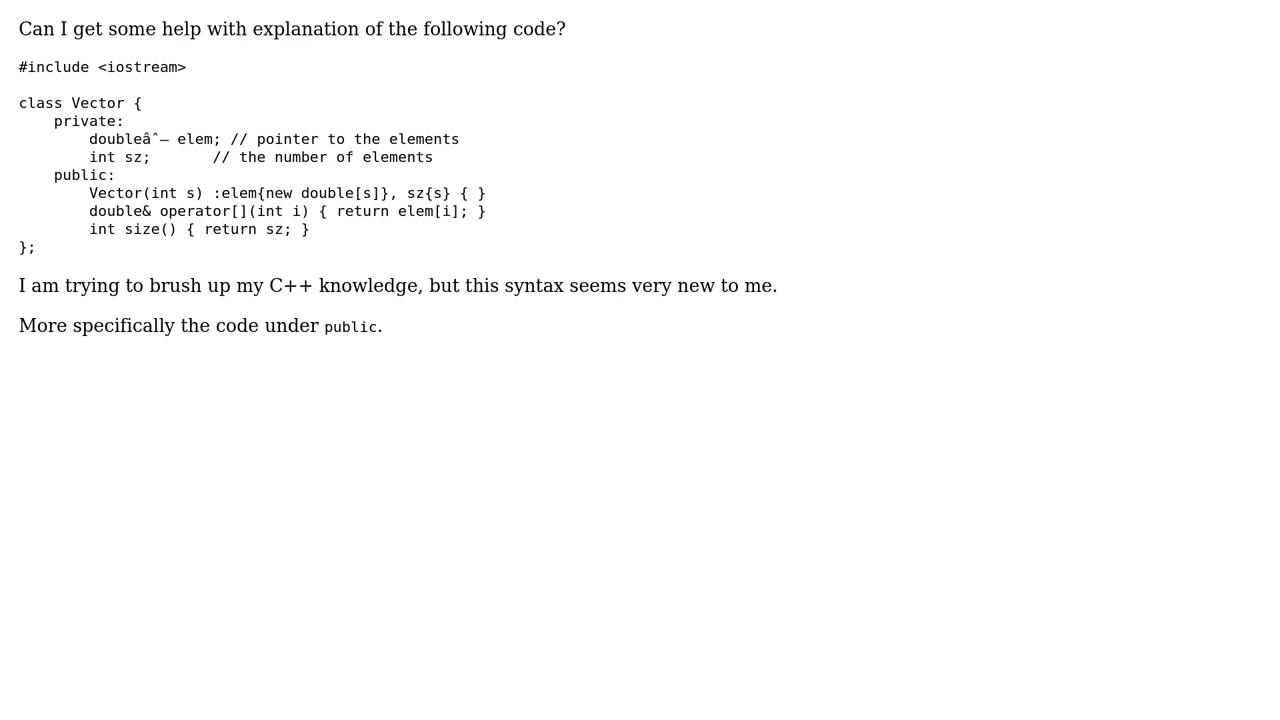 Can I get some help with explanation of the following code?
#include <iostream>
class Vector {
    private:
        doubleâˆ— elem; // pointer to the elements
        int sz;       // the number of elements
    public:
        Vector(int s) :elem{new double[s]}, sz{s} { }
        double& operator[](int i) { return elem[i]; }
        int size() { return sz; }
};
I am trying to brush up my C++ knowledge, but this syntax seems very new to me.
More specifically the code under public.